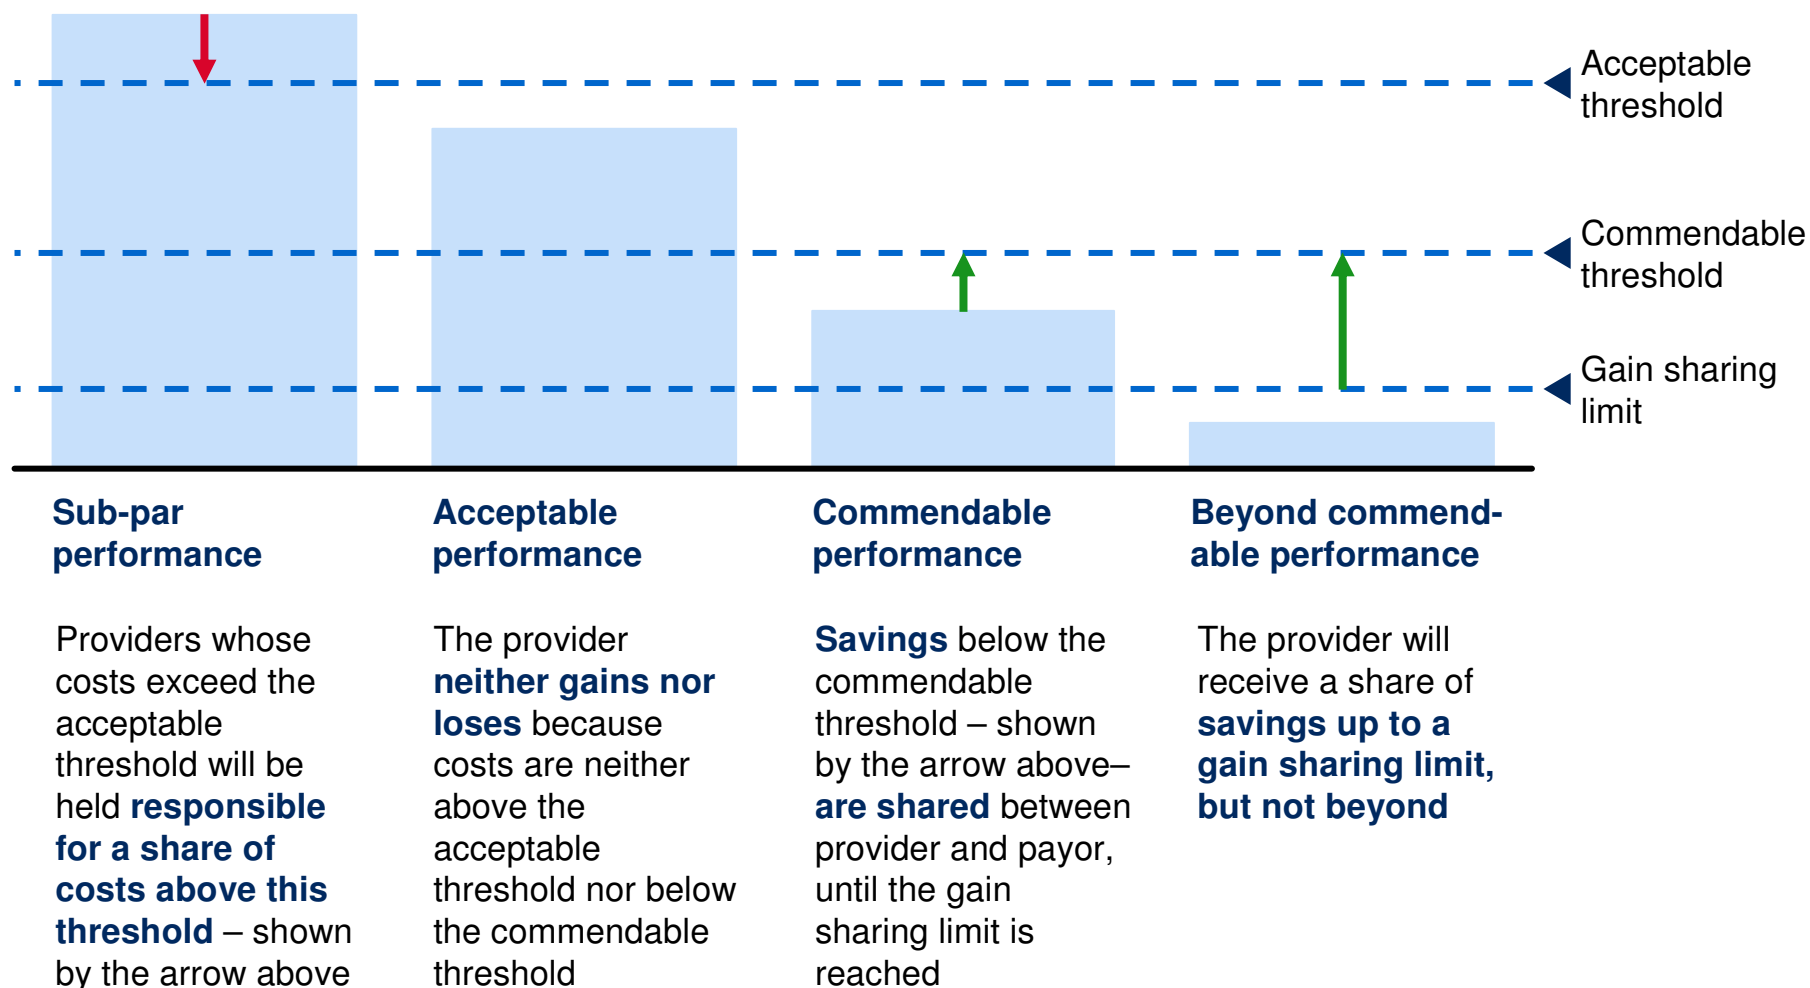 Acceptable
threshold
Commendable
threshold
Gain sharing
limit
Sub-par
performance
Providers whose
costs exceed the
acceptable
threshold will be
held responsible
for a share of
costs above this
threshold – shown
by the arrow above
Acceptable
performance
The provider
neither gains nor
loses because
costs are neither
above the
acceptable
threshold nor below
the commendable
threshold
Commendable
performance
Savings below the
commendable
threshold – shown
by the arrow above–
are shared between
provider and payor,
until the gain
sharing limit is
reached
Beyond commend-
able performance
The provider will
receive a share of
savings up to a
gain sharing limit,
but not beyond